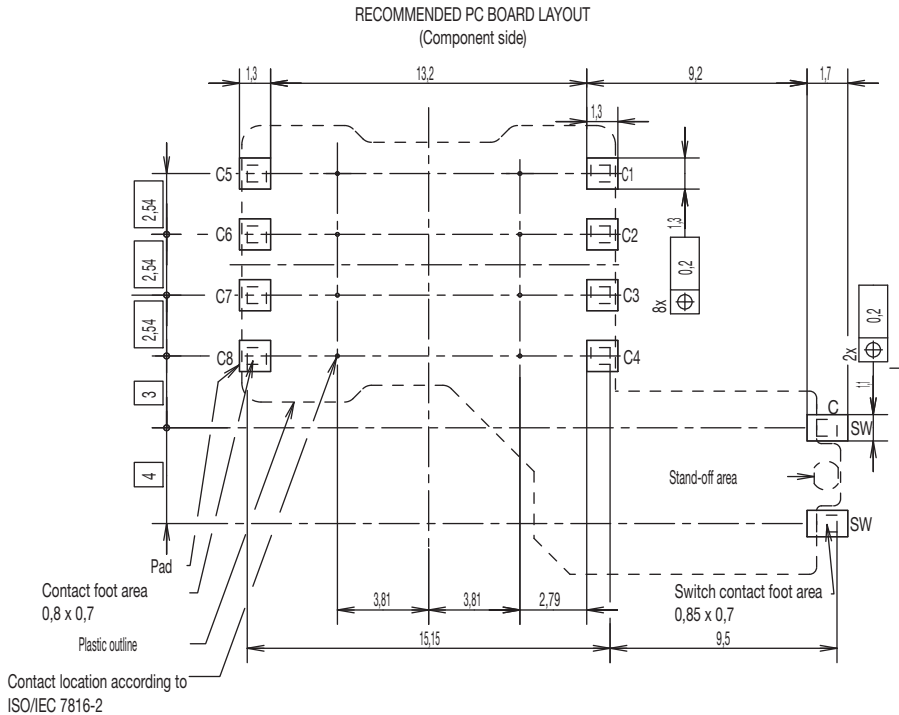 RECOMMENDED PC BOARD LAYOUT
(Component side)
1,3
13,2
9,2
1,7
1,3
C5
C1
2,54
1,3
C6
C2
2,54
0,2
8x
C7
C3
2,54
0,2
2x
C8
C4
3
1,1
C
SW
4
Stand-off area
SW
Pad
Contact foot area
0,8 x 0,7
3,81
3,81
2,79
Switch contact foot area
0,85 x 0,7
Plastic outline
15,15
9,5
Contact location according to
ISO/IEC 7816-2